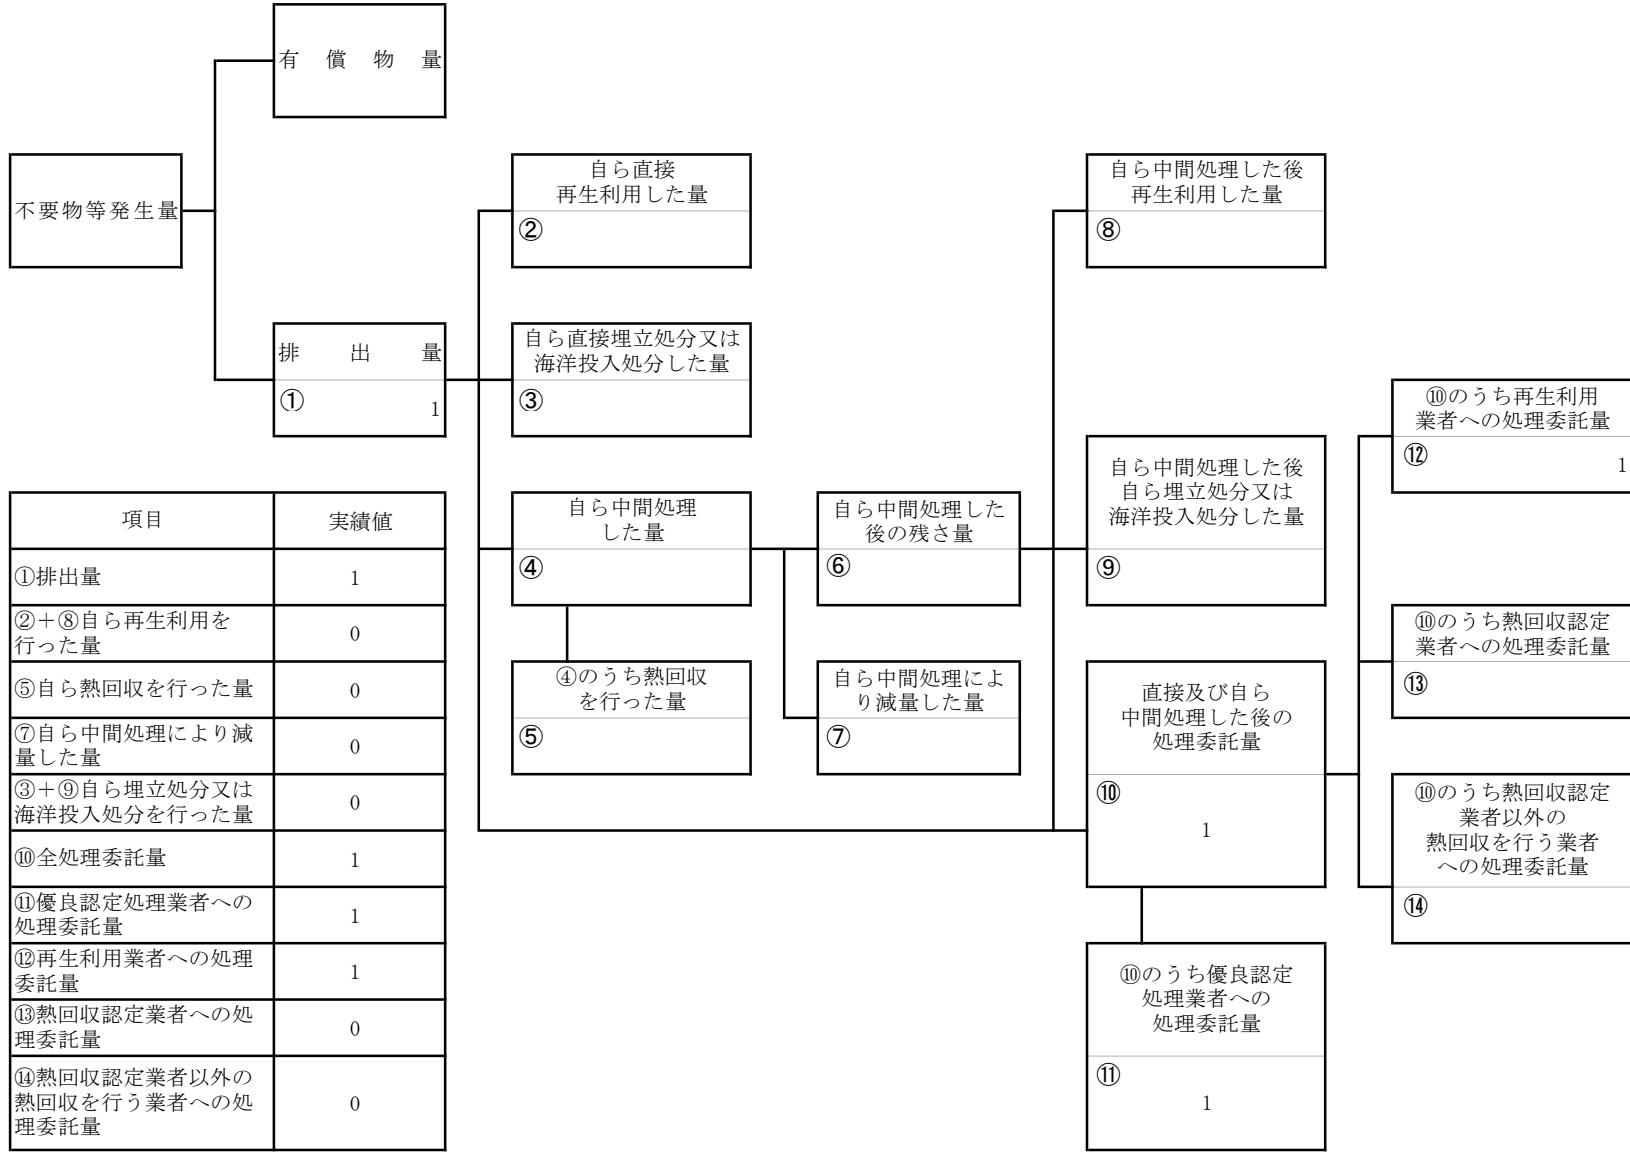 有償物量
不要物等発生量
自ら直接
再生利用した量
②
自ら中間処理した後
再生利用した量
⑧
排出量
①
1
自ら直接埋立処分又は
海洋投入処分した量
③
⑩のうち再生利用
業者への処理委託量
⑫
1
自ら中間処理した後
自ら埋立処分又は
海洋投入処分した量
⑨
自ら中間処理
した量
④
自ら中間処理した
後の残さ量
⑥
④のうち熱回収
を行った量
⑤
自ら中間処理によ
り減量した量
⑦
直接及び自ら
中間処理した後の
処理委託量
⑩
1
⑩のうち熱回収認定
業者への処理委託量
⑬
⑩のうち熱回収認定
業者以外の
熱回収を行う業者
への処理委託量
⑭
⑩のうち優良認定
処理業者への
処理委託量
⑪
1
項目 実績値
①排出量 1
②＋⑧自ら再生利用を
行った量 0
⑤自ら熱回収を行った量 0
⑦自ら中間処理により減
量した量 0
③＋⑨自ら埋立処分又は
海洋投入処分を行った量 0
⑩全処理委託量 1
⑪優良認定処理業者への
処理委託量 1
⑫再生利用業者への処理
委託量 1
⑬熱回収認定業者への処
理委託量 0
⑭熱回収認定業者以外の
熱回収を行う業者への処
理委託量 0